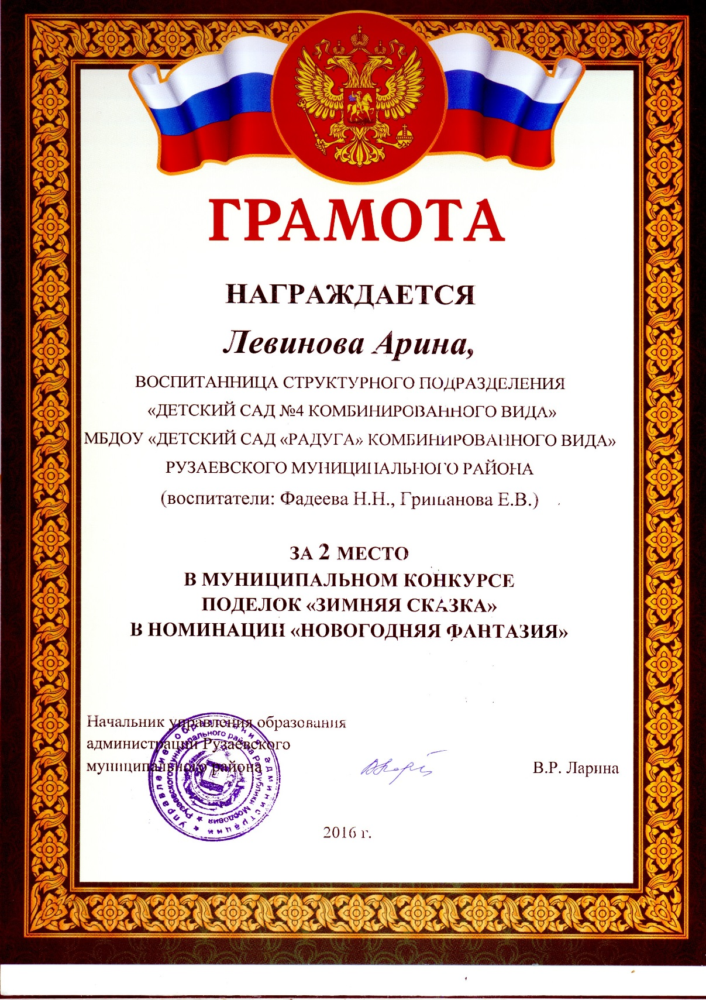 ГРАМОТА
НАГРАЖДАЕТСЯ
Левинова Арина,
ВОСПИТАННИЦА СТРУКТУРНОГО ПОДРАЗДЕЛЕНИЯ
«ДЕТСКИЙ САД №4 КОМБИНИРОВАННОГО ВИДА»
МБДОУ «ДЕТСКИЙ САД «РАДУГА» КОМБИНИРОВАННОГО ВИДА»
РУЗАЕВСКОГО МУНИЦИПАЛЬНОГО РАЙОНА
(воспитатели: Фадеева Н.Н., Гришанова Е.В.)
ЗА 2 МЕСТО
В МУНИЦИПАЛЬНОМ КОНКУРСЕ
ПОДЕЛОК «ЗИМНЯЯ СКАЗКА»
В НОМИНАЦИИ «НОВОГОДНЯЯ ФАНТАЗИЯ»
Начальник управления образования
администрации Рузаевского
муниципального района
В.Р. Ларина
Управление образования администрации
Рузаевского муниципального района Республики Мордовия
2016 г.